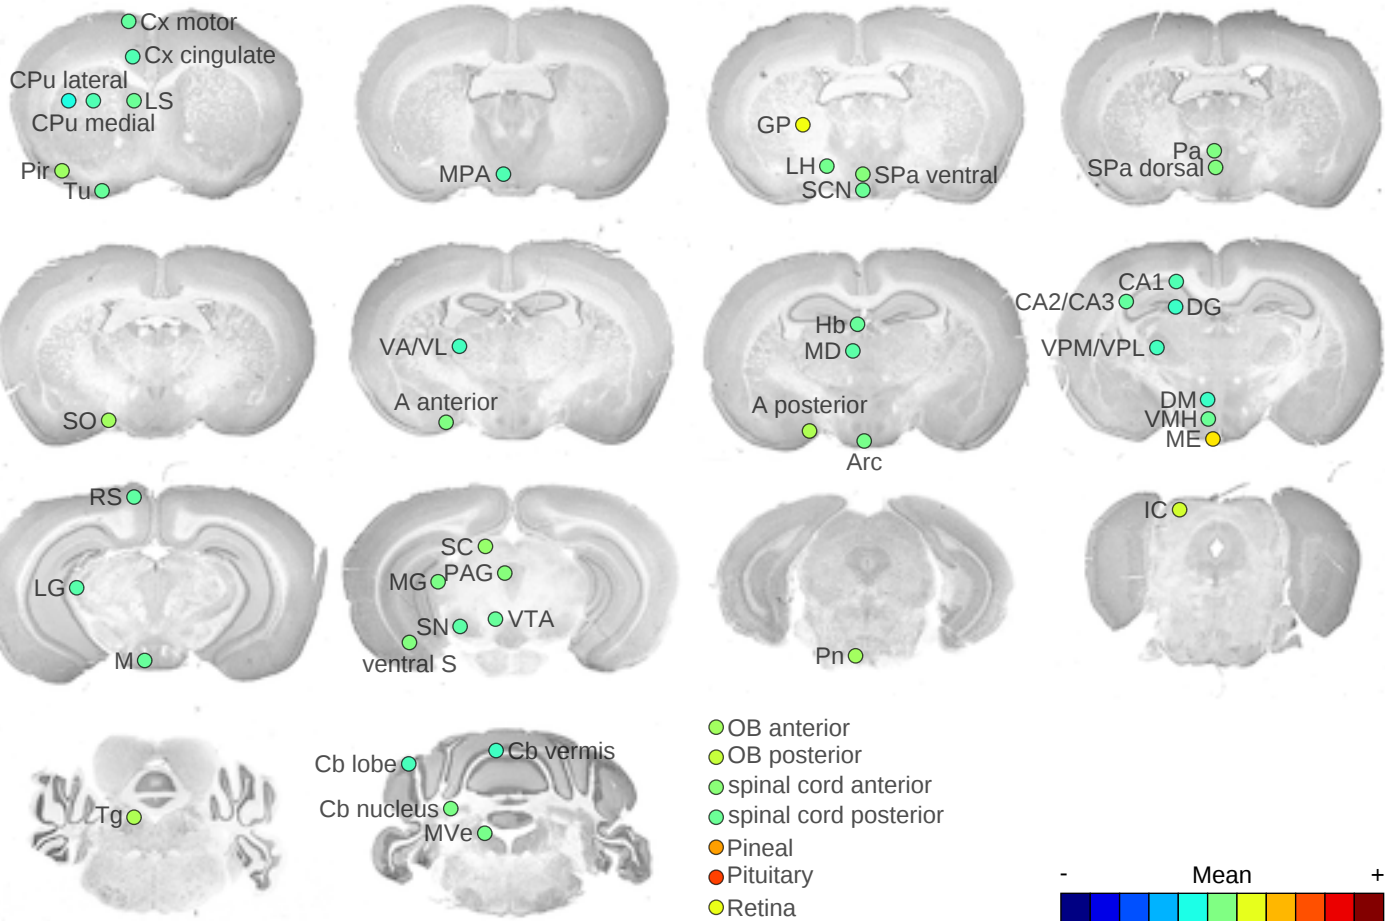 Cx motor
Cx cingulate
CPu lateral
LS
CPu medial
Pir
Tu
MPA
GP
LH
SPa ventral
SCN
Pa
SPa dorsal
SO
VA/VL
A anterior
Hb
MD
A posterior
Arc
CA1
CA2/CA3
DG
VPM/VPL
DM
VMH
ME
RS
LG
M
SC
MG
PAG
SN
VTA
ventral S
Pn
IC
Tg
Cb lobe
Cb vermis
Cb nucleus
MVe
OB anterior
OB posterior
spinal cord anterior
spinal cord posterior
Pineal
Pituitary
Retina
- Mean +